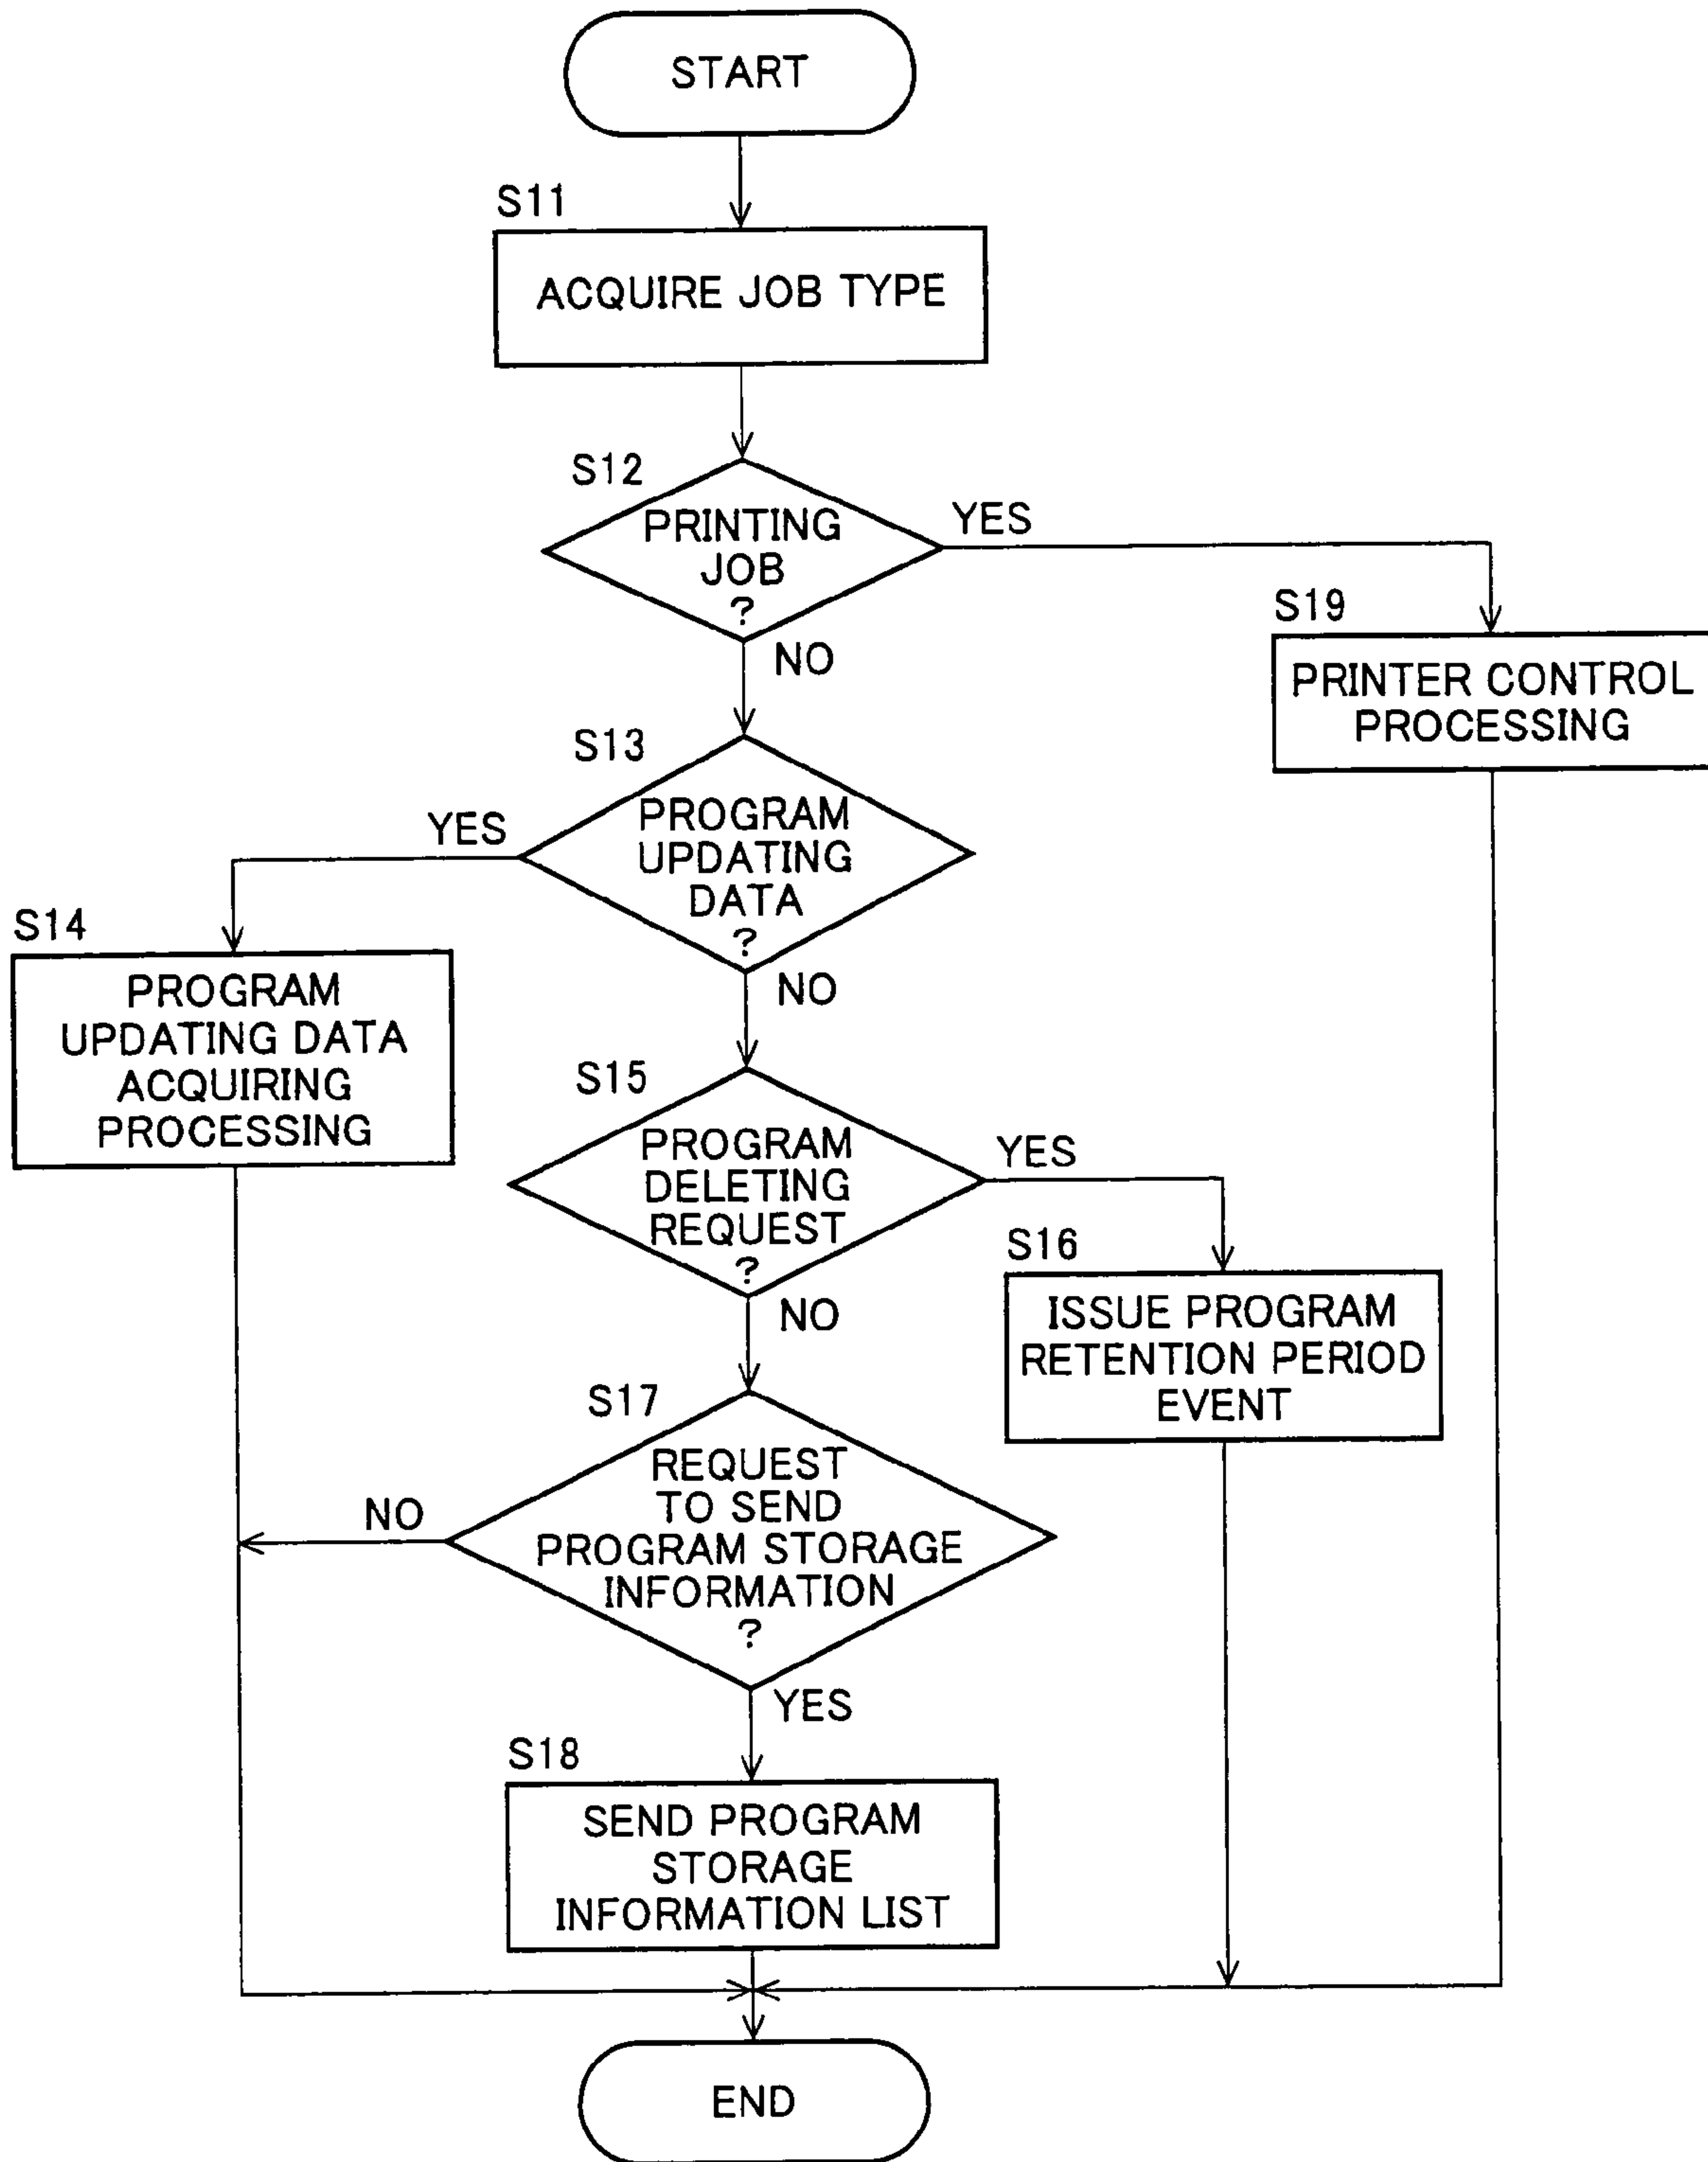 START
S11
ACQUIRE JOB TYPE
S12
PRINTING
JOB
?
YES
NO
S19
PRINTER CONTROL
PROCESSING
S13
PROGRAM
UPDATING
DATA
?
YES
NO
S14
PROGRAM
UPDATING DATA
ACQUIRING
PROCESSING
S15
PROGRAM
DELETING
REQUEST
?
YES
NO
S16
ISSUE PROGRAM
RETENTION PERIOD
EVENT
S17
REQUEST
TO SEND
PROGRAM STORAGE
INFORMATION
?
NO
YES
S18
SEND PROGRAM
STORAGE
INFORMATION LIST
END